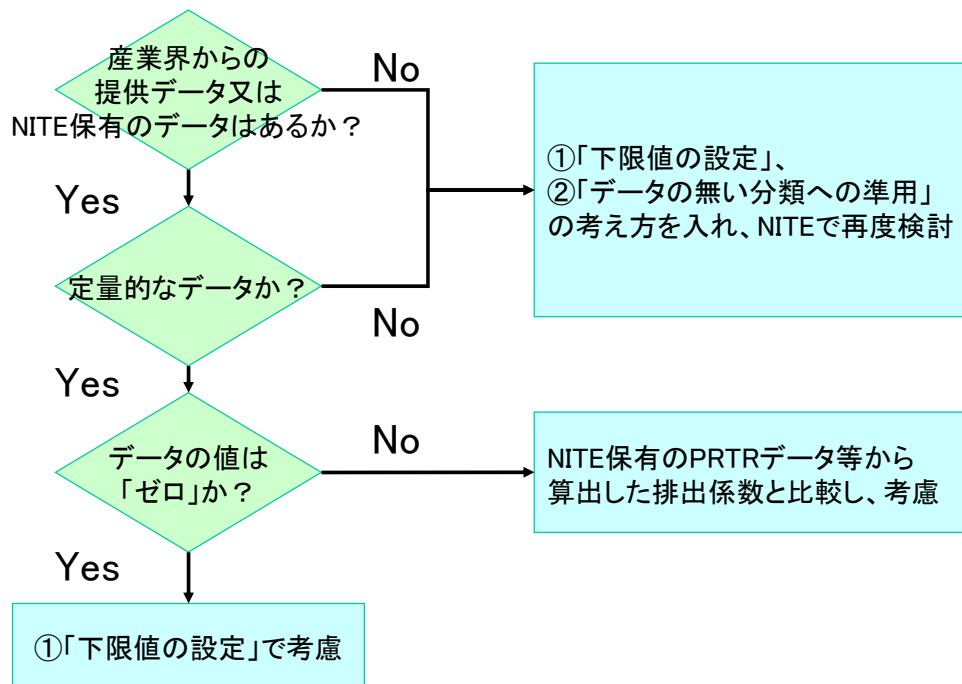 産業界からの
提供データ又は
NITE保有のデータはあるか？
No
①「下限値の設定」、
②「データの無い分類への準用」
の考え方を入れ、NITEで再度検討
Yes
定量的なデータか？
No
Yes
データの値は
「ゼロ」か？
No
NITE保有のPRTRデータ等から
算出した排出係数と比較し、考慮
Yes
①「下限値の設定」で考慮